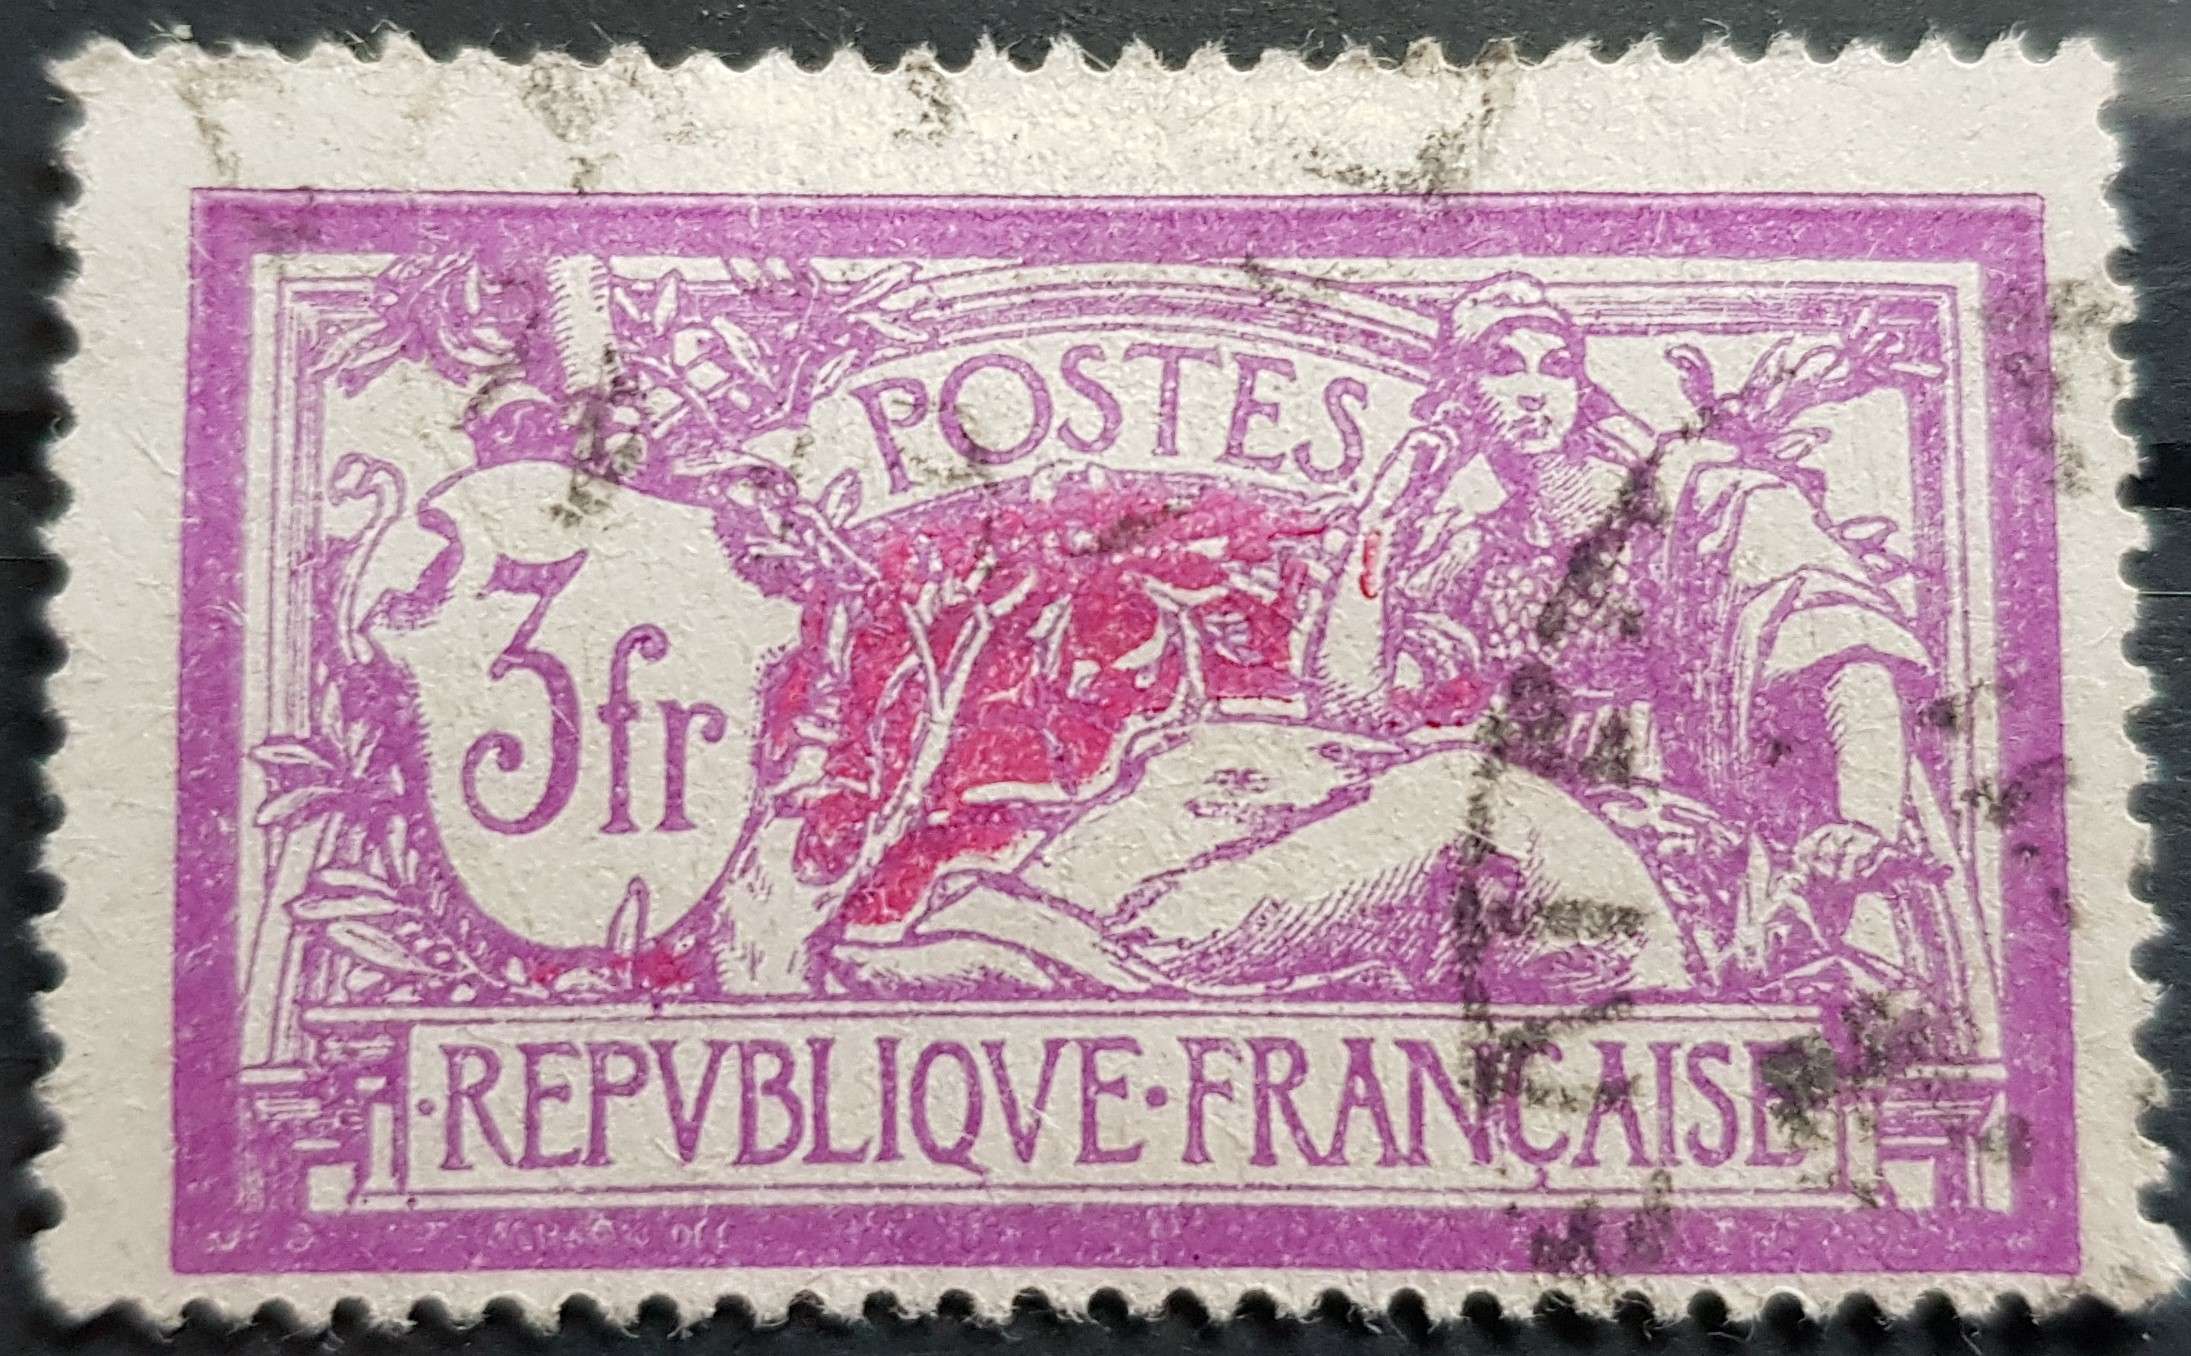 POSTES
3fr
·REPVBLIQVE·FRANÇAISE